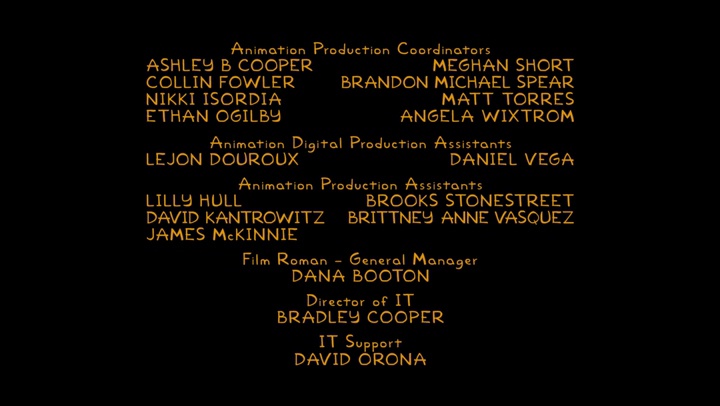 Animation Production Coordinators
ASHLEY B COOPER MEGHAN SHORT
COLLIN FOWLER BRANDON MICHAEL SPEAR
NIKKI ISORDIA MATT TORRES
ETHAN OGILBY ANGELA WIXTROM
Animation Digital Production Assistants
LEJON DOUROUX DANIEL VEGA
Animation Production Assistants
LILLY HULL BROOKS STONESTREET
DAVID KANTROWITZ BRITTNEY ANNE VASQUEZ
JAMES McKINNIE
Film Roman - General Manager
DANA BOOTON
Director of IT
BRADLEY COOPER
IT Support
DAVID ORONA